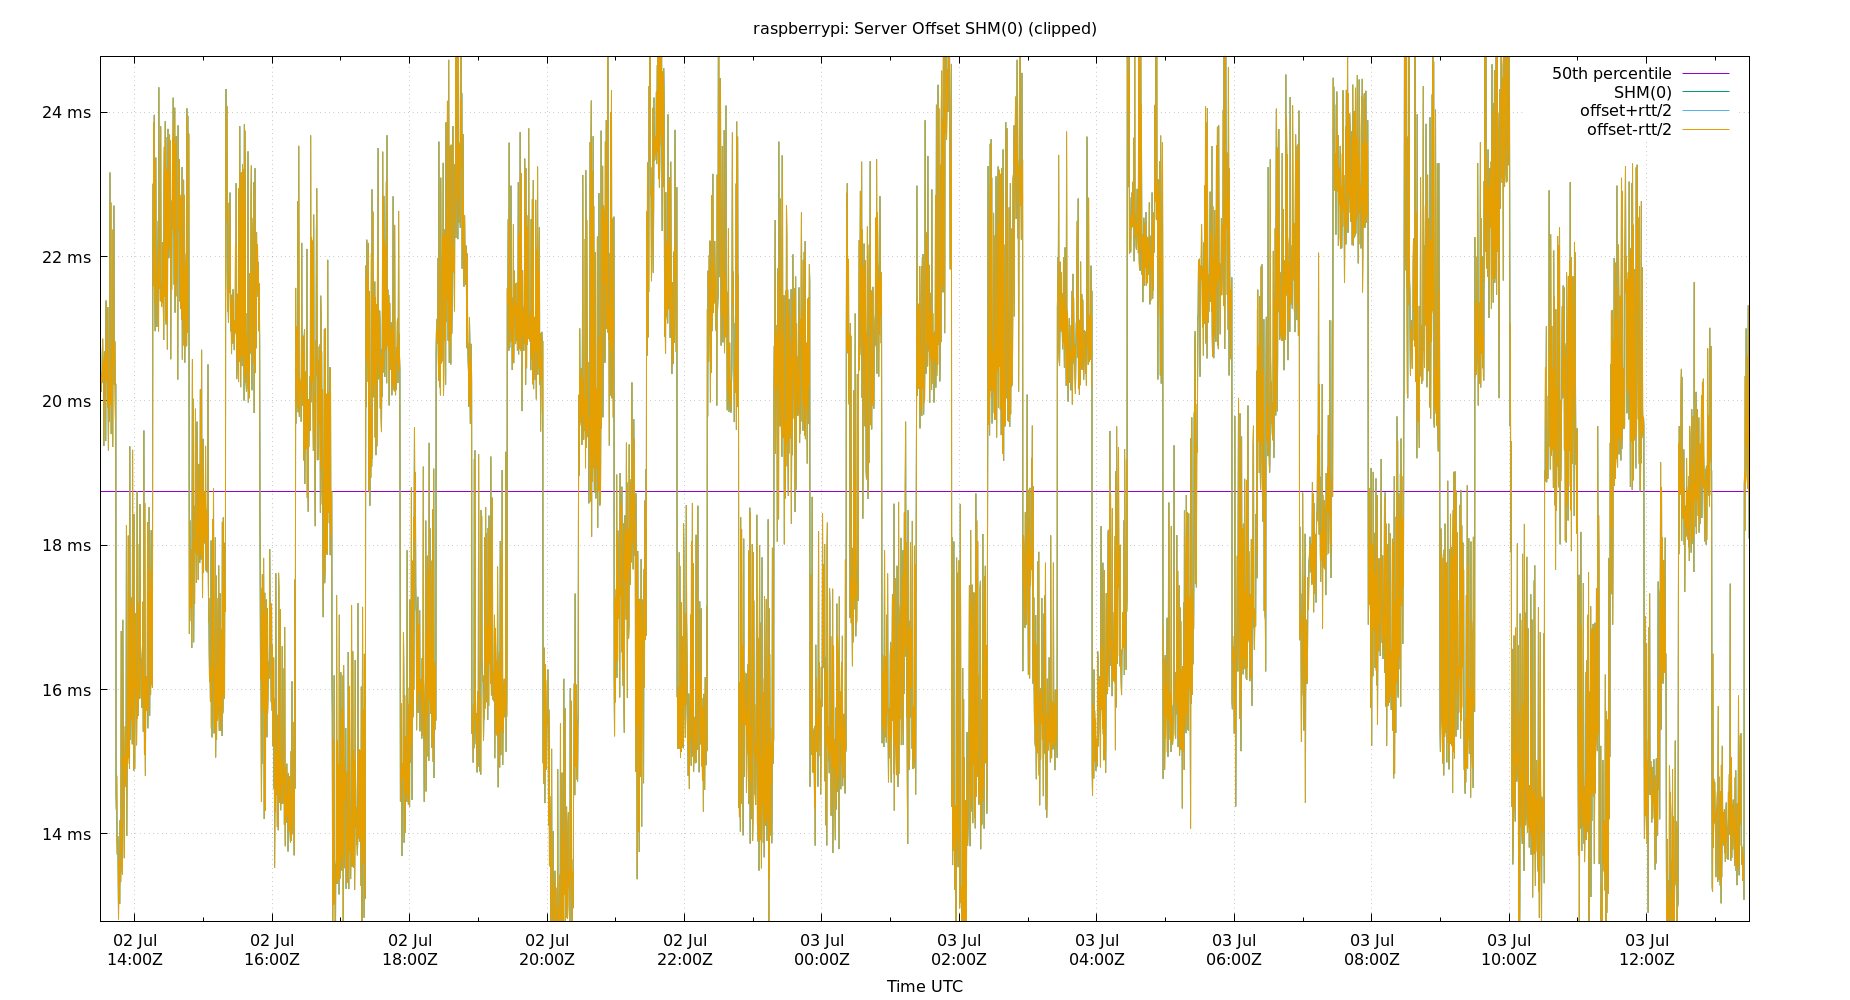 raspberrypi: Server Offset SHM(0) (clipped)
50th percentile
SHM(0)
offset+rtt/2
offset-rtt/2
24 ms
22 ms
20 ms
18 ms
16 ms
14 ms
02 Jul 02 Jul 02 Jul 02 Jul 02 Jul 03 Jul 03 Jul 03 Jul 03 Jul 03 Jul 03 Jul 03 Jul
14:00Z 16:00Z 18:00Z 20:00Z 22:00Z 00:00Z 02:00Z 04:00Z 06:00Z 08:00Z 10:00Z 12:00Z
Time UTC